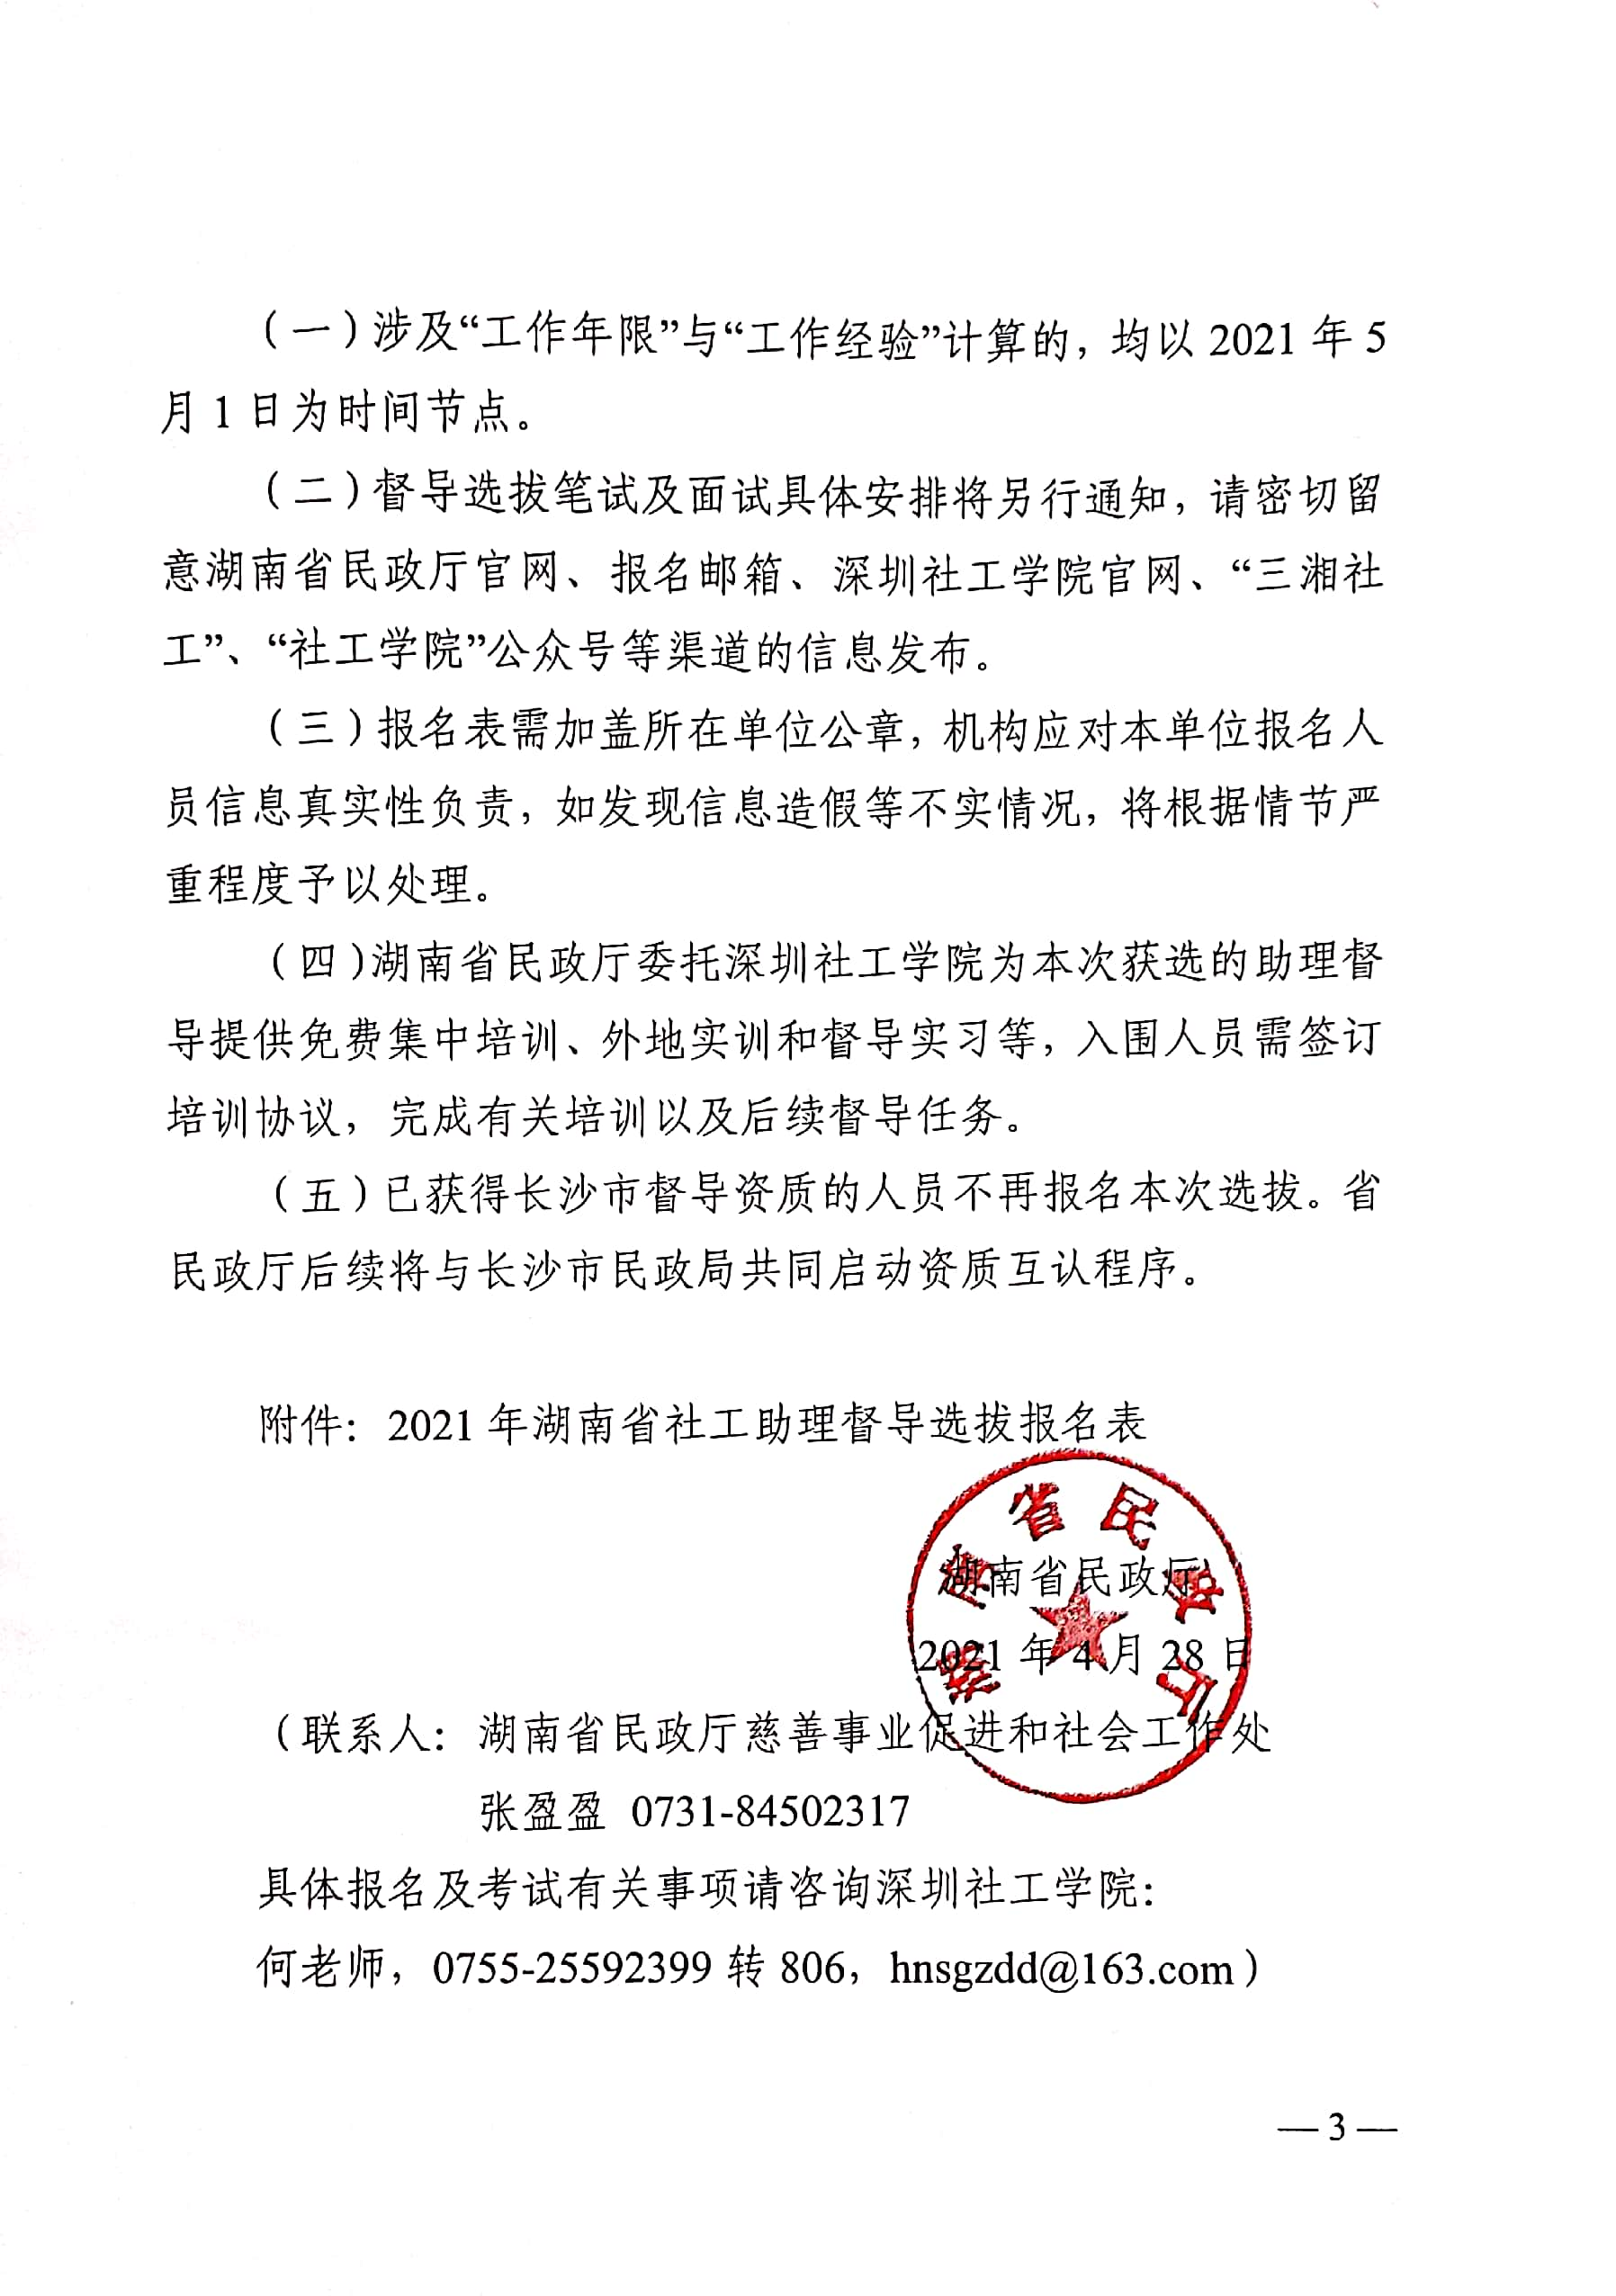 （一）涉及“工作年限”与“工作经验”计算的，均以 2021 年 5
月 1 日为时间节点。
（二）督导选拔笔试及面试具体安排将另行通知，请密切留
意湖南省民政厅官网、报名邮箱、深圳社工学院官网、“三湘社
工”、“社工学院”公众号等渠道的信息发布。
（三）报名表需加盖所在单位公章，机构应对本单位报名人
员信息真实性负责，如发现信息造假等不实情况，将根据情节严
重程度予以处理。
（四）湖南省民政厅委托深圳社工学院为本次获选的助理督
导提供免费集中培训、外地实训和督导实习等，入围人员需签订
培训协议，完成有关培训以及后续督导任务。
（五）已获得长沙市督导资质的人员不再报名本次选拔。省
民政厅后续将与长沙市民政局共同启动资质互认程序。
附件：2021 年湖南省社工助理督导选拔报名表
湖南省民政厅
湖南省民政厅
2021 年 4 月 28 日
（联系人：湖南省民政厅慈善事业促进和社会工作处
张盈盈 0731-84502317
具体报名及考试有关事项请咨询深圳社工学院：
何老师，0755-25592399 转 806，hnsgzdd@163.com）
— 3 —